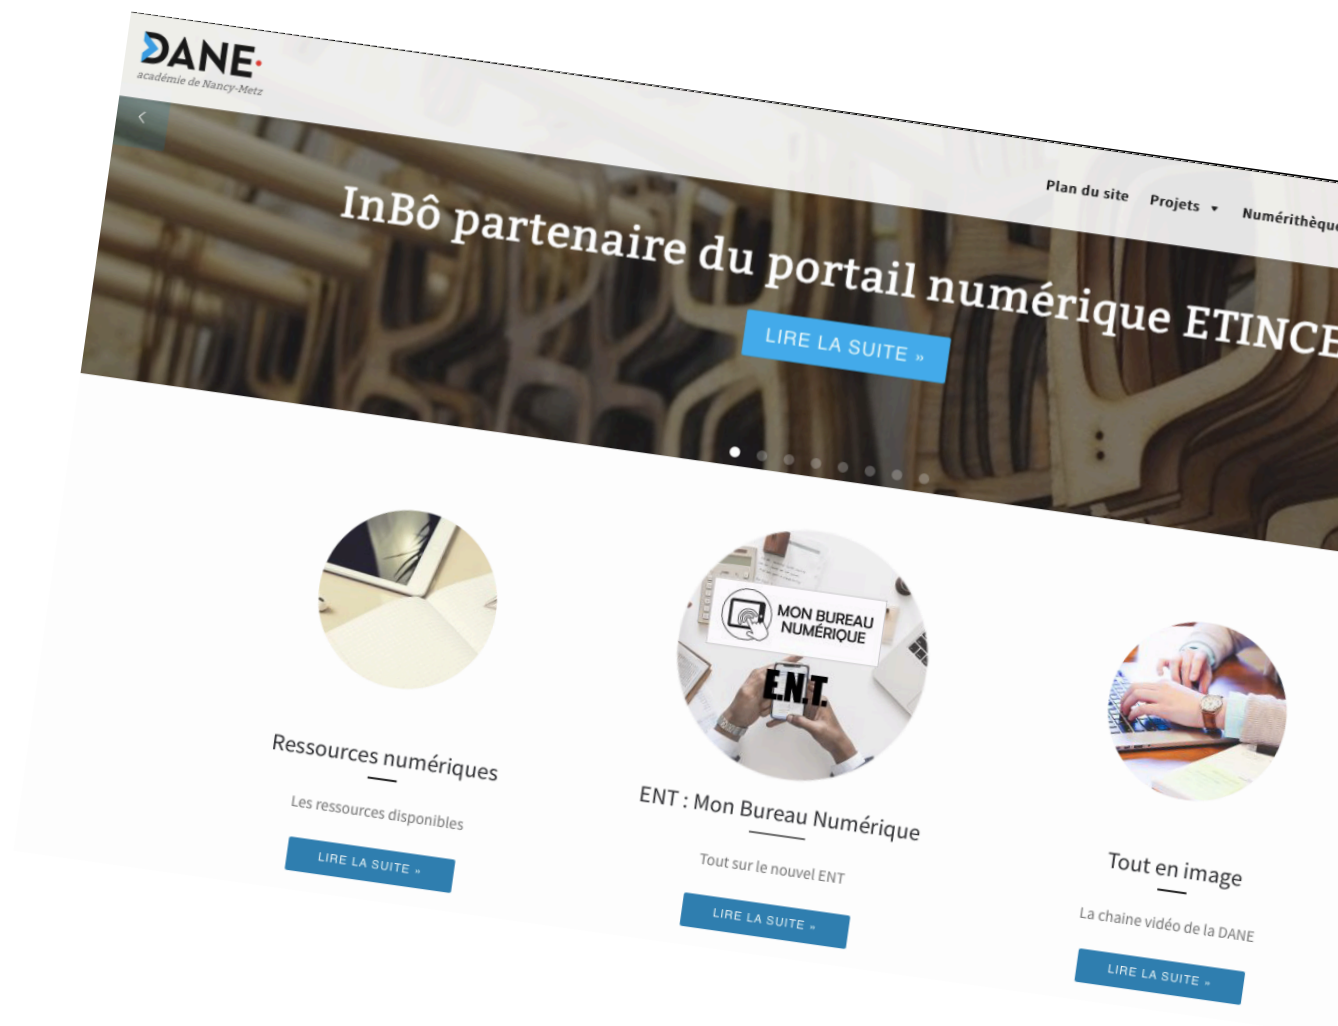 DANE
académie de Nancy-Metz
Plan du site Projets Numérithèque
InBô partenaire du portail numérique ETINCE
LIRE LA SUITE »
MON BUREAU
NUMÉRIQUE
E.N.T.
Ressources numériques
Les ressources disponibles
LIRE LA SUITE »
ENT : Mon Bureau Numérique
Tout sur le nouvel ENT
LIRE LA SUITE »
Tout en image
La chaine vidéo de la DANE
LIRE LA SUITE »